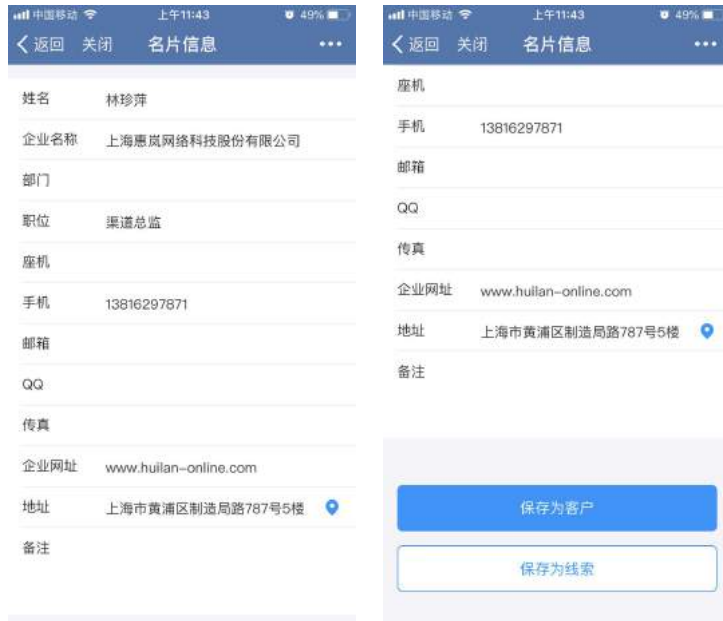 中国移动 上午11:43 49%
返回 关闭 名片信息
姓名 林珍萍
企业名称 上海惠岚网络科技股份有限公司
部门
职位 渠道总监
座机
手机 13816297871
邮箱
QQ
传真
企业网址 www.huilan-online.com
地址 上海市黄浦区制造局路787号5楼
备注
中国移动 上午11:43 49%
返回 关闭 名片信息
座机
手机 13816297871
邮箱
QQ
传真
企业网址 www.huilan-online.com
地址 上海市黄浦区制造局路787号5楼
备注
保存为客户
保存为线索